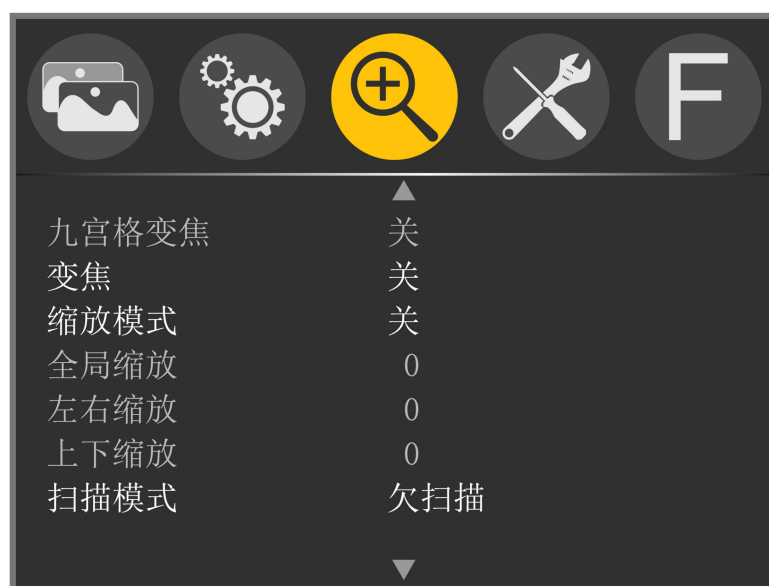 F
九宫格变焦 关
变焦 关
缩放模式 关
全局缩放 0
左右缩放 0
上下缩放 0
扫描模式 欠扫描